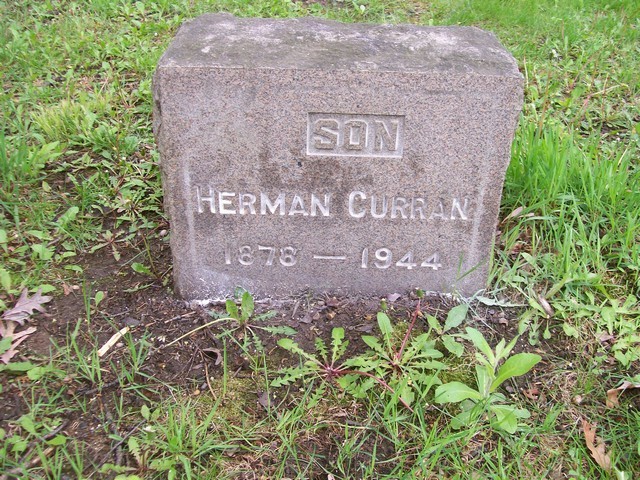 SON
HERMAN CURRAN
1878 — 1944